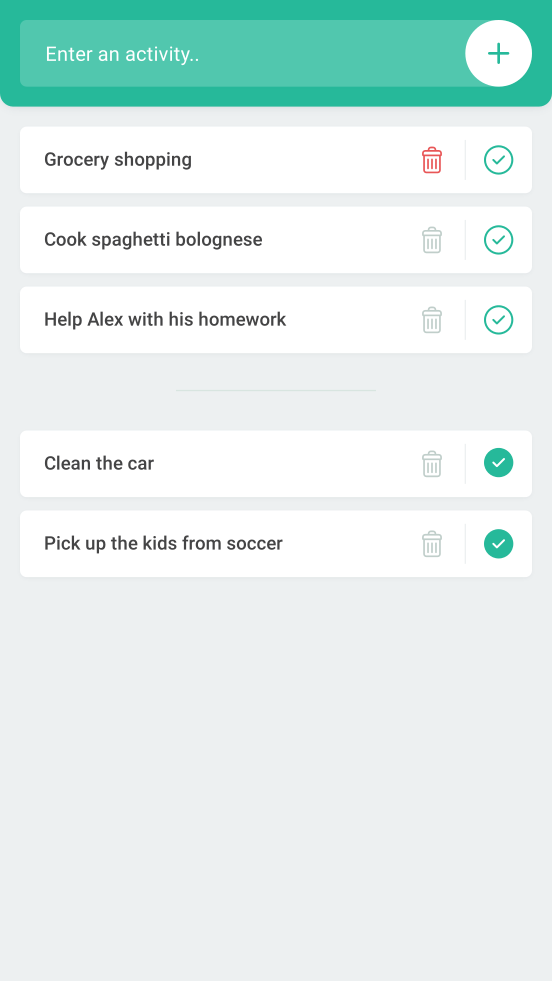 Enter an activity..
Grocery shopping
Cook spaghetti bolognese
Help Alex with his homework
Clean the car
Pick up the kids from soccer